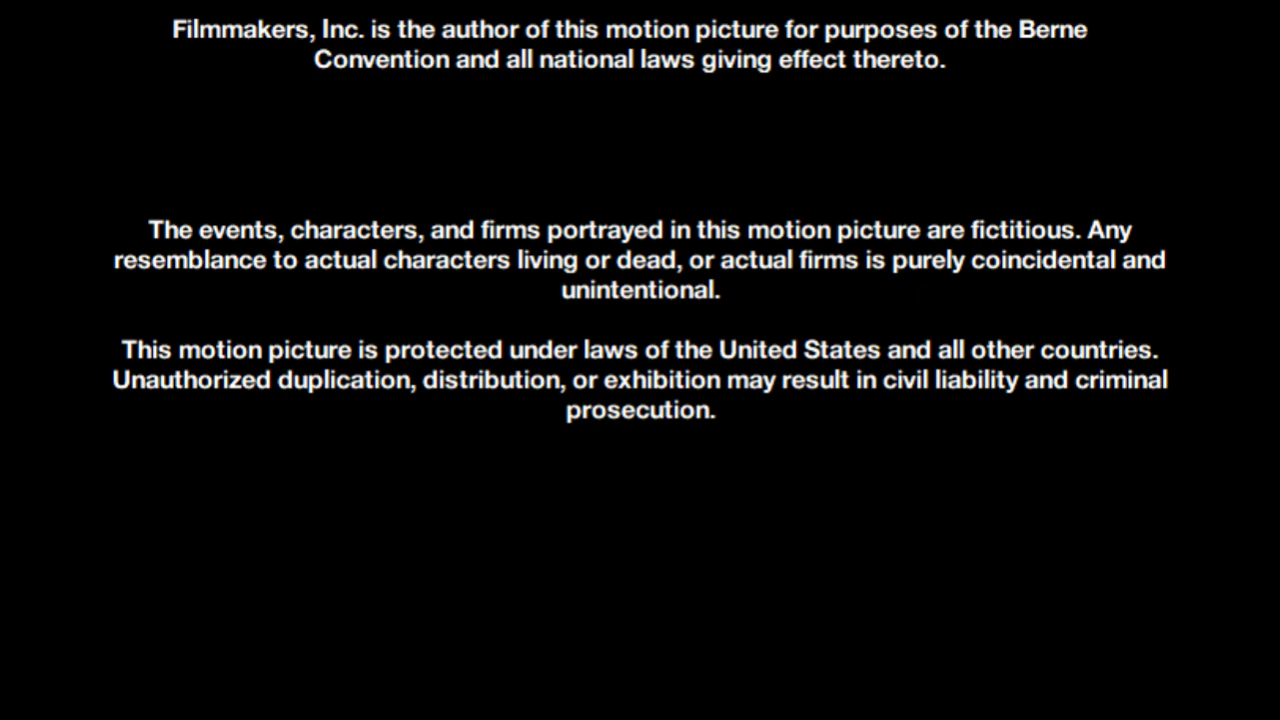 Filmmakers, Inc. is the author of this motion picture for purposes of the Berne
Convention and all national laws giving effect thereto.
The events, characters, and firms portrayed in this motion picture are fictitious. Any
resemblance to actual characters living or dead, or actual firms is purely coincidental and
unintentional.
This motion picture is protected under laws of the United States and all other countries.
Unauthorized duplication, distribution, or exhibition may result in civil liability and criminal
prosecution.